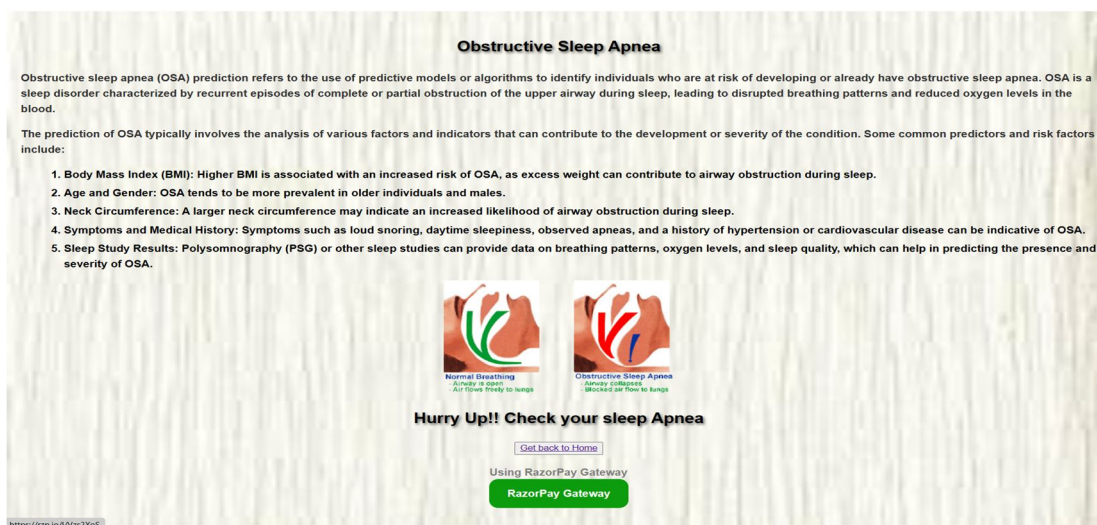 Obstructive Sleep Apnea
Obstructive sleep apnea (OSA) prediction refers to the use of predictive models or algorithms to identify individuals who are at risk of developing or already have obstructive sleep apnea. OSA is a
sleep disorder characterized by recurrent episodes of complete or partial obstruction of the upper airway during sleep, leading to disrupted breathing patterns and reduced oxygen levels in the
blood.
The prediction of OSA typically involves the analysis of various factors and indicators that can contribute to the development or severity of the condition. Some common predictors and risk factors
include:
1. Body Mass Index (BMI): Higher BMI is associated with an increased risk of OSA, as excess weight can contribute to airway obstruction during sleep.
2. Age and Gender: OSA tends to be more prevalent in older individuals and males.
3. Neck Circumference: A larger neck circumference may indicate an increased likelihood of airway obstruction during sleep.
4. Symptoms and Medical History: Symptoms such as loud snoring, daytime sleepiness, observed apneas, and a history of hypertension or cardiovascular disease can be indicative of OSA.
5. Sleep Study Results: Polysomnography (PSG) or other sleep studies can provide data on breathing patterns, oxygen levels, and sleep quality, which can help in predicting the presence and
severity of OSA.
Normal Breathing
- Airway is open
- Air flows freely to lungs
Obstructive Sleep Apnea
- Airway collapses
- Blocked air flow to lungs
Hurry Up!! Check your sleep Apnea
Get back to Home
Using RazorPay Gateway
RazorPay Gateway